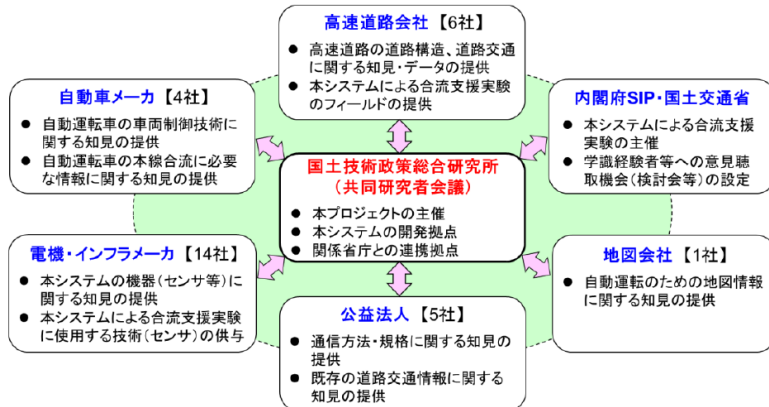 高速道路会社 【6社】
● 高速道路の道路構造、道路交通
に関する知見・データの提供
● 本システムによる合流支援実験
のフィールドの提供
自動車メーカ 【4社】
● 自動運転車の車両制御技術に
関する知見の提供
● 自動運転車の本線合流に必要
な情報に関する知見の提供
内閣府SIP・国土交通省
● 本システムによる合流支援
実験の主催
● 学識経験者等への意見聴
取機会(検討会等)の設定
国土技術政策総合研究所
(共同研究者会議)
● 本プロジェクトの主催
● 本システムの開発拠点
● 関係省庁との連携拠点
電機・インフラメーカ 【14社】
● 本システムの機器(センサ等)に
関する知見の提供
● 本システムによる合流支援実験
に使用する技術(センサ)の供与
地図会社 【1社】
● 自動運転のための地図情報
に関する知見の提供
公益法人 【5社】
● 通信方法・規格に関する知見の
提供
● 既存の道路交通情報に関する
知見の提供